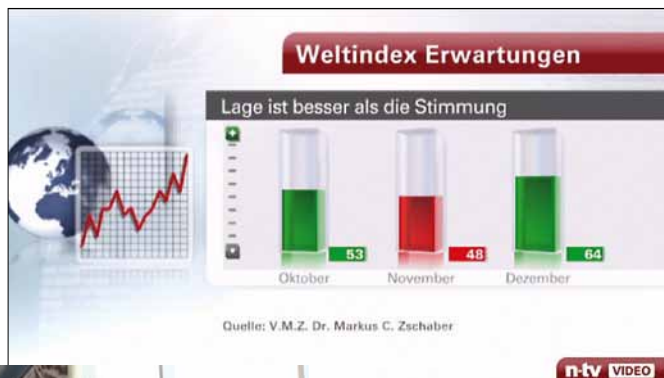 Weltindex Erwartungen
Lage ist besser als die Stimmung
53
48
64
Oktober
November
Dezember
Quelle: V.M.Z. Dr. Markus C. Zschaber
n-tv VIDEO